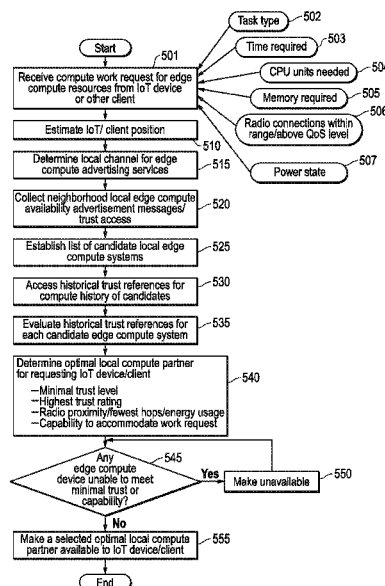 Start
Task type
502
Time required
503
CPU units needed
504
Memory required
505
Radio connections within
range/above QoS level
506
Power state
507
501
Receive compute work request for edge
compute resources from IoT device
or other client
Estimate IoT/ client position
510
Determine local channel for edge
compute advertising services
515
Collect neighborhood local edge compute
availability advertisement messages/
trust access
520
Establish list of candidate local edge
compute systems
525
Access historical trust references for
compute history of candidates
530
Evaluate historical trust references for
each candidate edge compute system
535
Determine optimal local compute partner
for requesting IoT device/client
—Minimal trust level
—Highest trust rating
—Radio proximity/fewest hops/energy usage
—Capability to accommodate work request
540
Any
edge compute
device unable to meet
minimal trust or
capability?
545
Yes
Make unavailable
550
No
Make a selected optimal local compute
partner available to IoT device/client
555
End